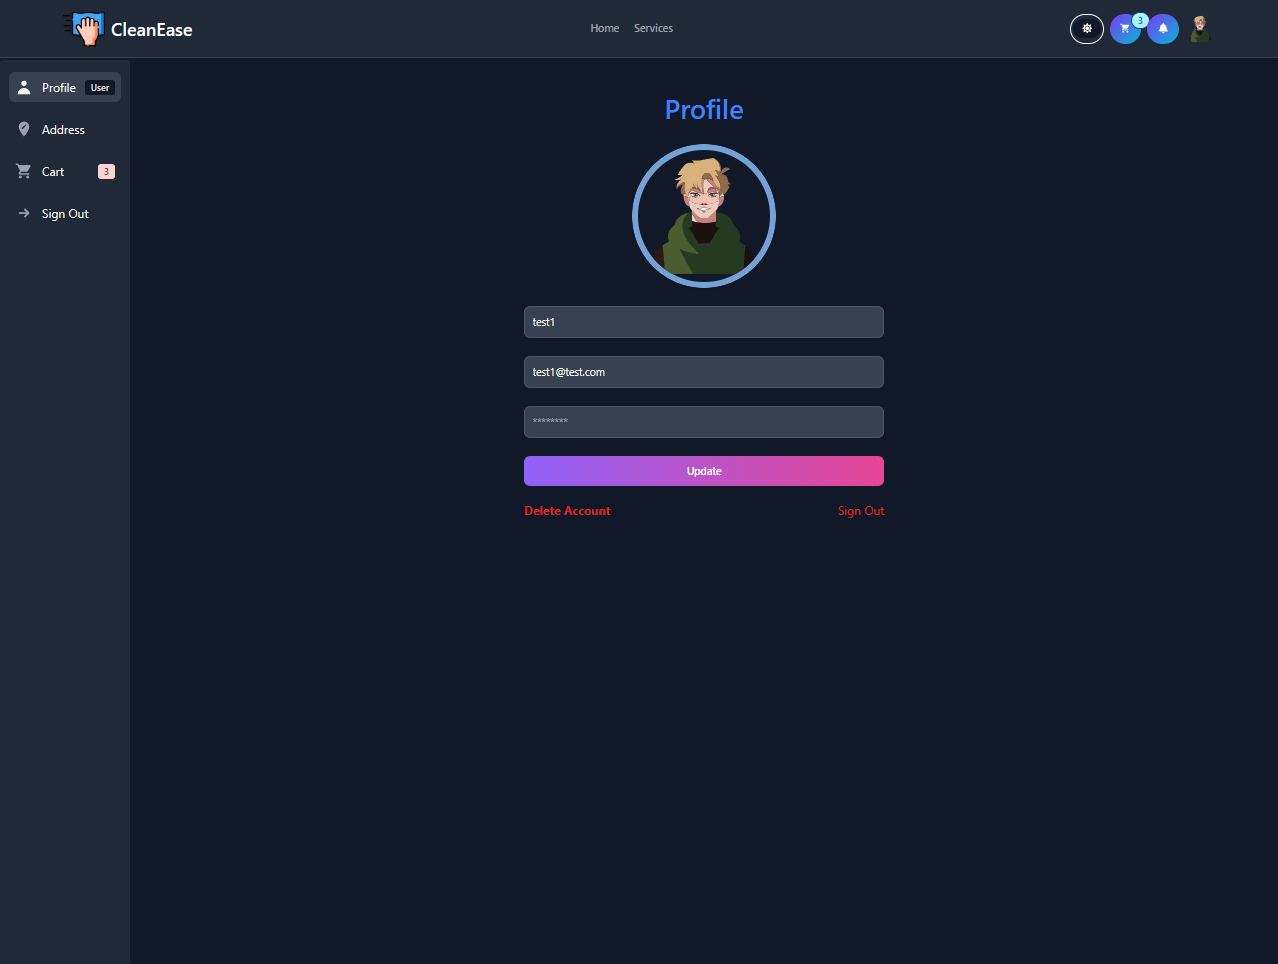 CleanEase
Home Services
3
Profile User
Address
Cart 3
Sign Out
Profile
test1
test1@test.com
********
Update
Delete Account Sign Out